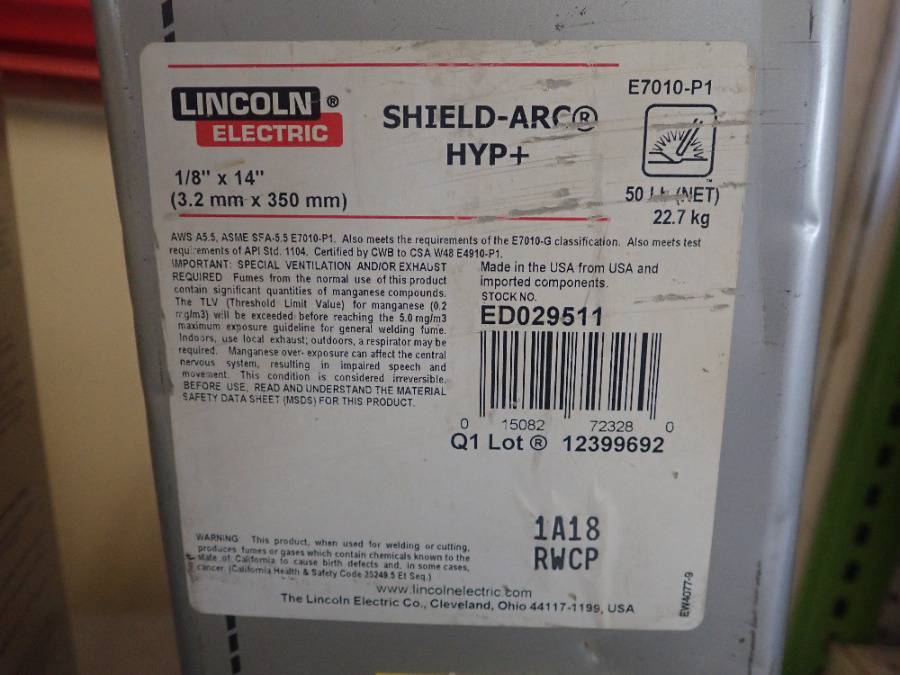 LINCOLN ®
ELECTRIC
SHIELD-ARC®
HYP+
E7010-P1
1/8" x 14"
(3.2 mm x 350 mm)
50 Lb (NET)
22.7 kg
AWS A5.5, ASME SFA-5.5 E7010-P1. Also meets the requirements of the E7010-G classification. Also meets test
requirements of API Std. 1104. Certified by CWB to CSA W48 E4910-P1.
IMPORTANT: SPECIAL VENTILATION AND/OR EXHAUST
REQUIRED Fumes from the normal use of this product
contain significant quantities of manganese compounds.
The TLV (Threshold Limit Value) for manganese (0.2
mg/m3) will be exceeded before reaching the 5.0 mg/m3
maximum exposure guideline for general welding fume.
Indoors, use local exhaust; outdoors, a respirator may be
required. Manganese over-exposure can affect the central
nervous system, resulting in impaired speech and
movement. This condition is considered irreversible.
BEFORE USE, READ AND UNDERSTAND THE MATERIAL
SAFETY DATA SHEET (MSDS) FOR THIS PRODUCT.
Made in the USA from USA and
imported components.
STOCK NO.
ED029511
0 15082 72328 0
Q1 Lot ® 12399692
1A18
RWCP
WARNING: This product, when used for welding or cutting,
produces fumes or gases which contain chemicals known to the
state of California to cause birth defects and, in some cases,
cancer. (California Health & Safety Code 25249.5 Et Seq.)
www.lincolnelectric.com
The Lincoln Electric Co., Cleveland, Ohio 44117-1199, USA
EW4077-9